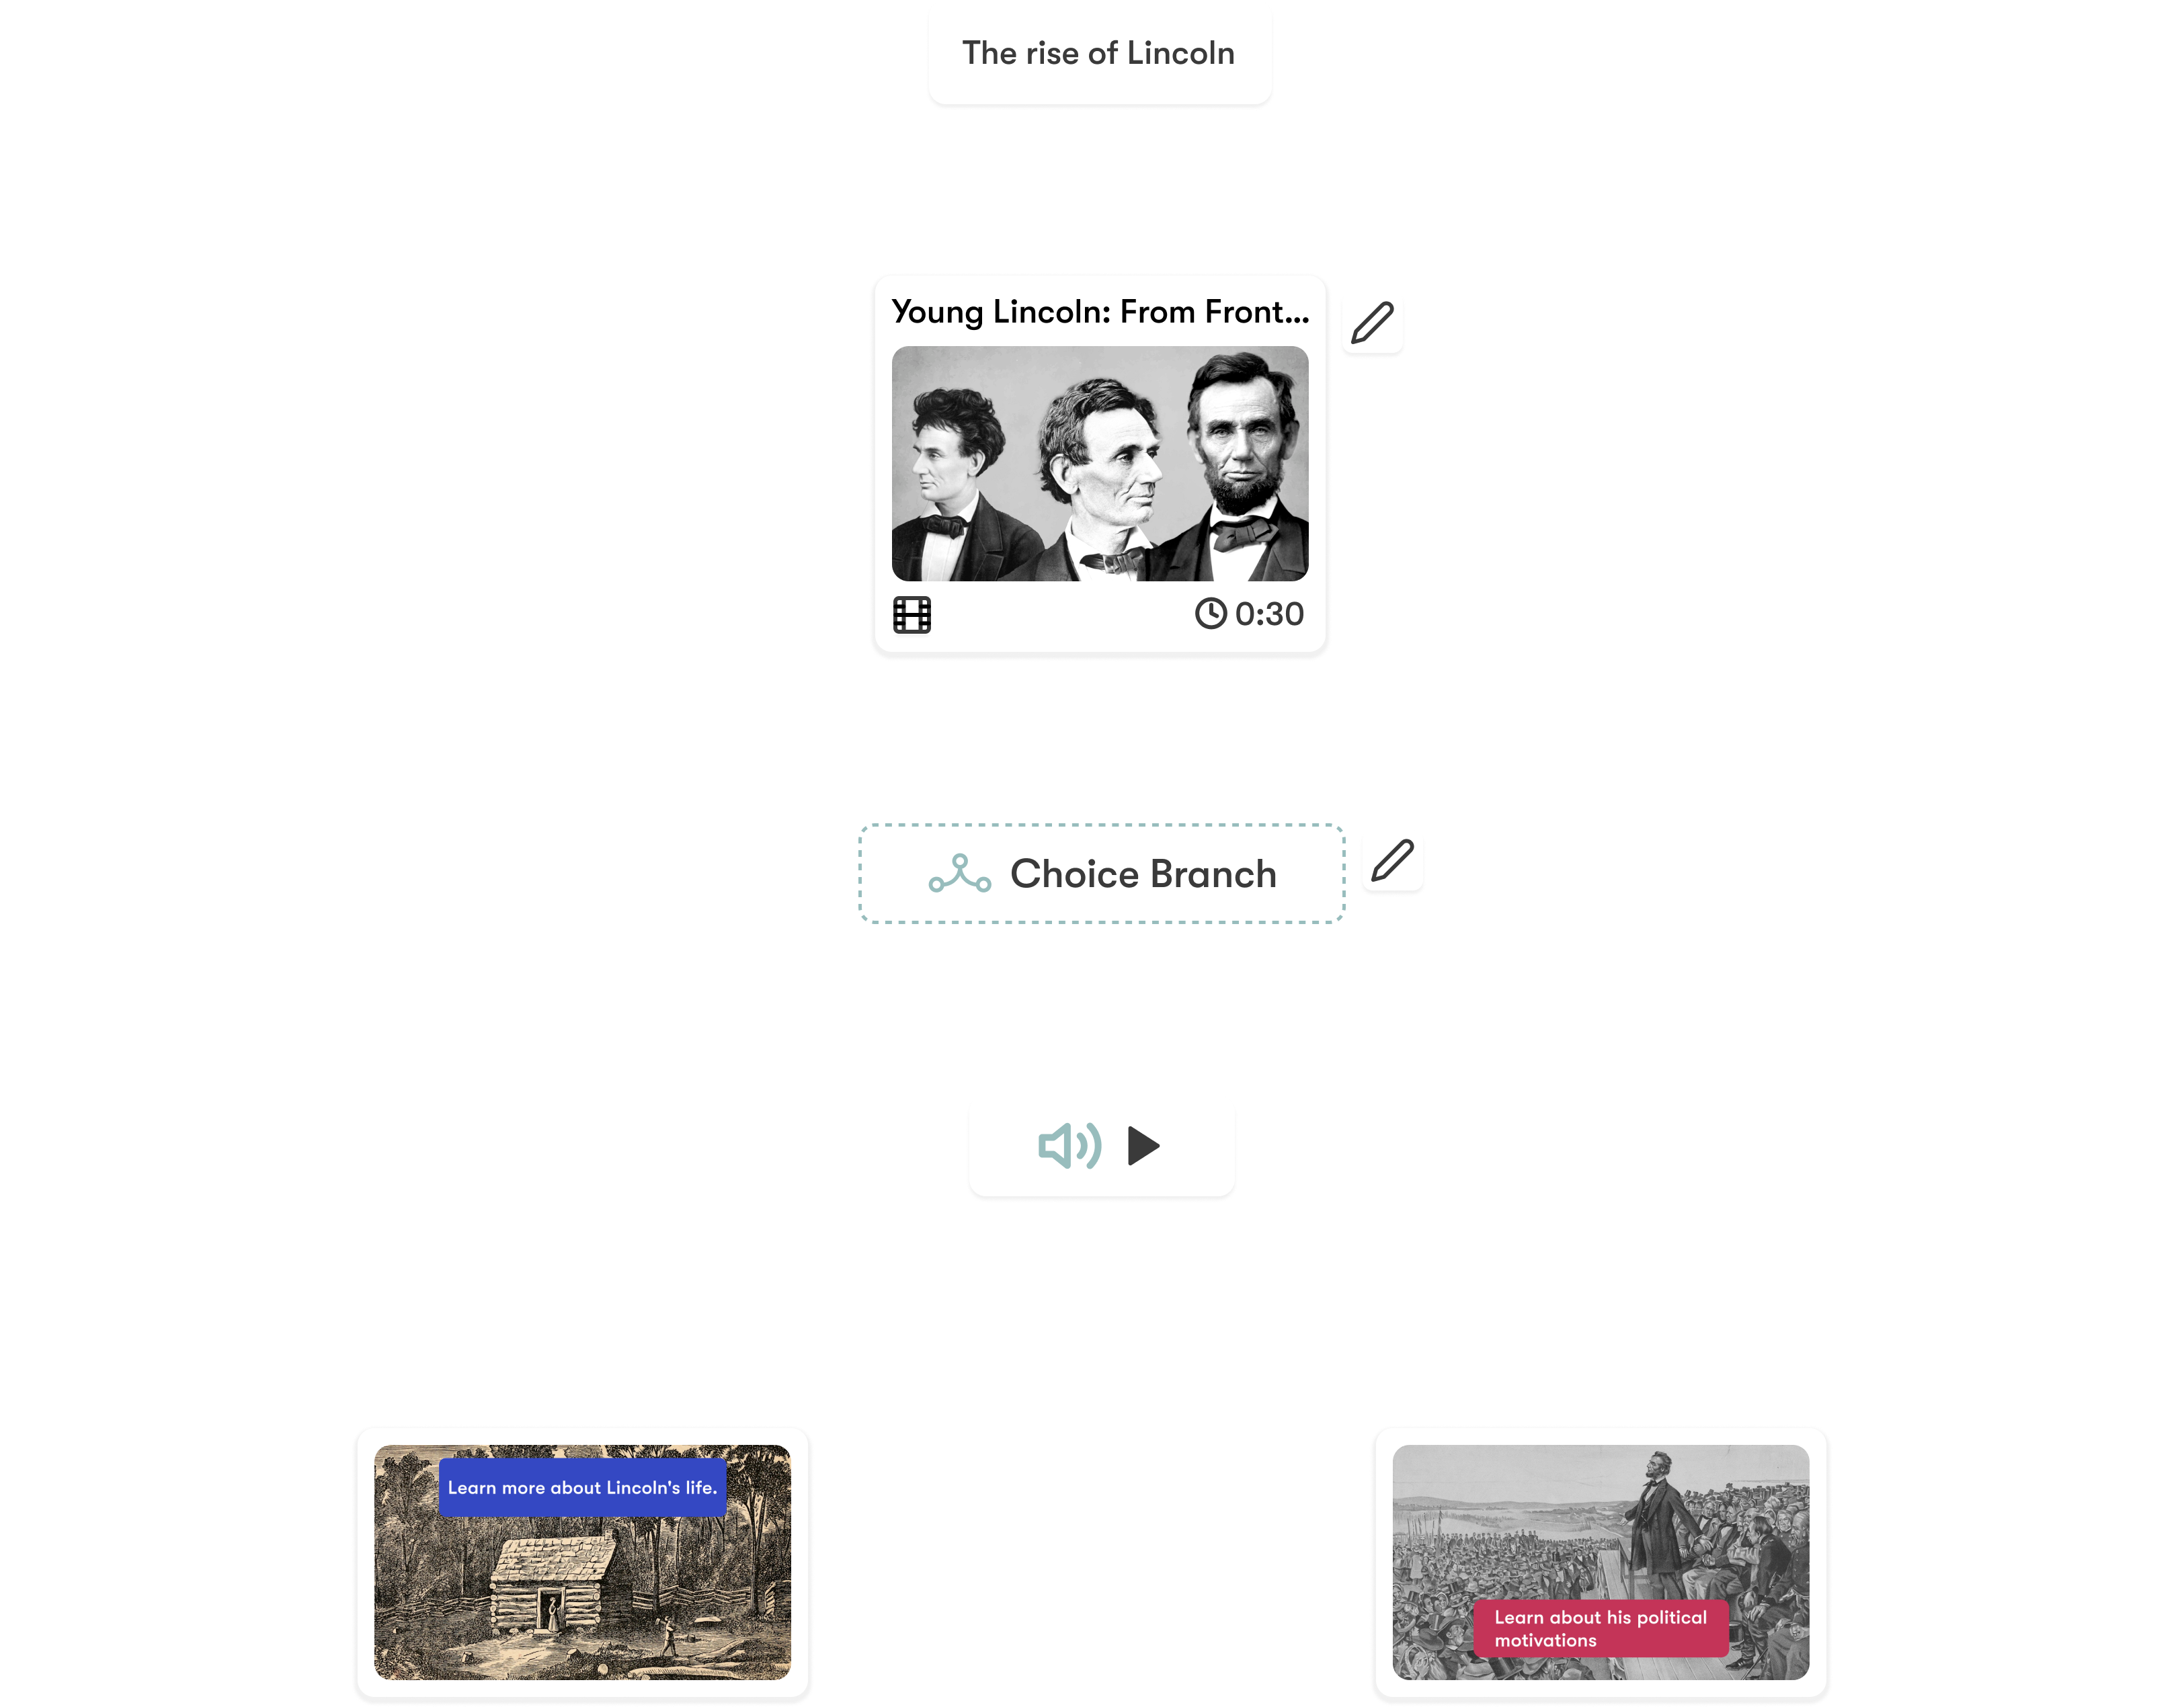 The rise of Lincoln
Young Lincoln: From Front...
0:30
Choice Branch
Learn more about Lincoln's life.
Learn about his political
motivations